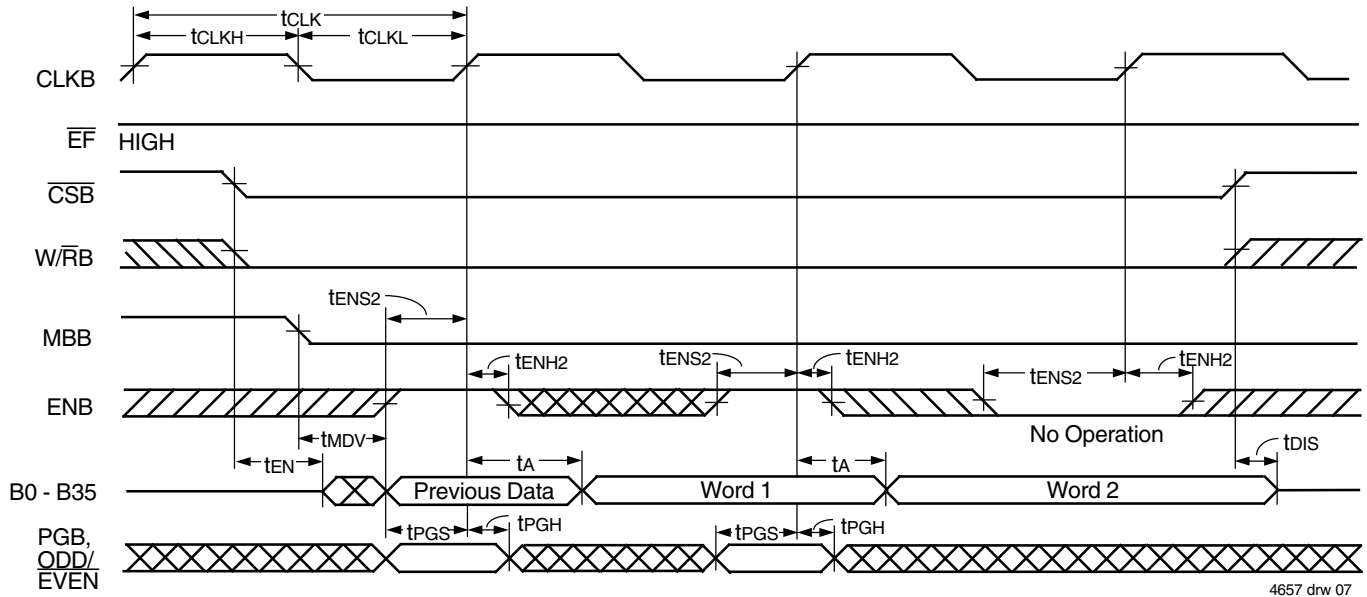 tCLK
tCLKH
tCLKL
CLKB
EF
HIGH
CSB
W/RB
tENS2
MBB
tENH2
tENS2
tENH2
tENS2
tENH2
ENB
No Operation
tMDV
tEN
tA
tA
tDIS
B0 - B35
Previous Data
Word 1
Word 2
tPGS
tPGH
tPGS
tPGH
PGB,
ODD/
EVEN
4657 drw 07